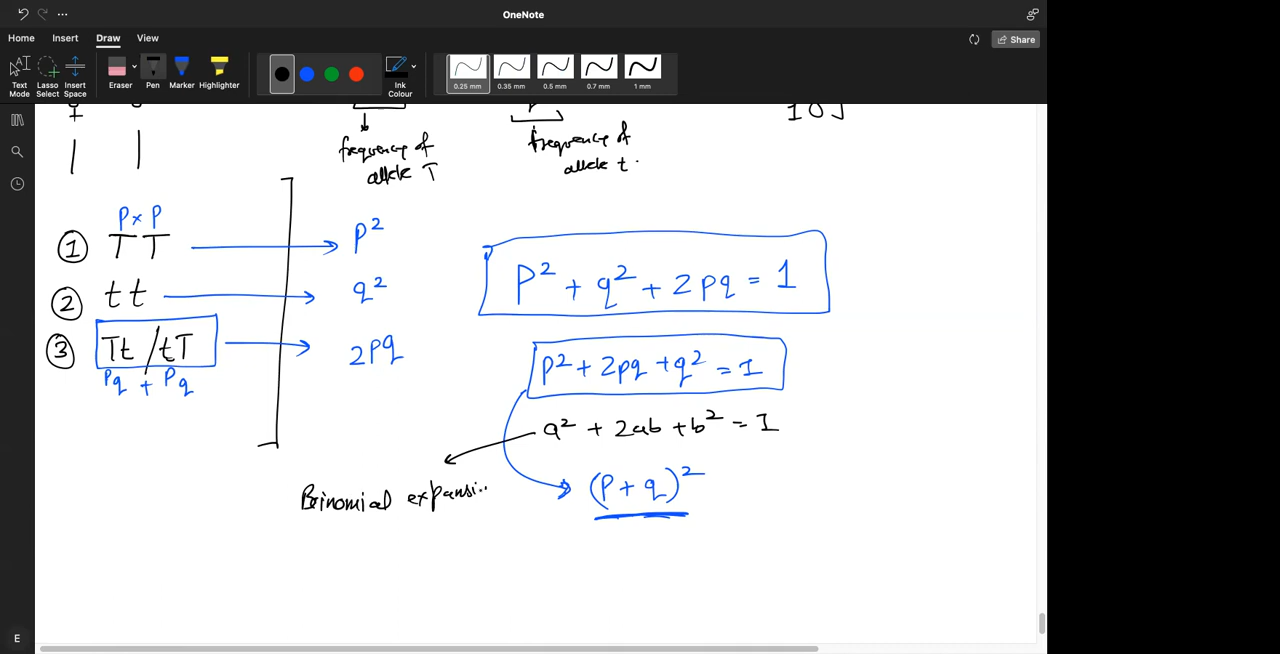 OneNote
Home Insert Draw View
Share
Text Mode Lasso Select Insert Space Eraser Pen Marker Highlighter Ink Colour 0.25 mm 0.35 mm 0.5 mm 0.7 mm 1 mm
frequency of allele T
frequency of allele t.
P × P
① TT p²
② tt q²
③ Tt / tT 2pq
Pq + Pq
P² + q² + 2pq = 1
p² + 2pq + q² = 1
a² + 2ab + b² = 1
Binomial expansi..
(P + q)²
E